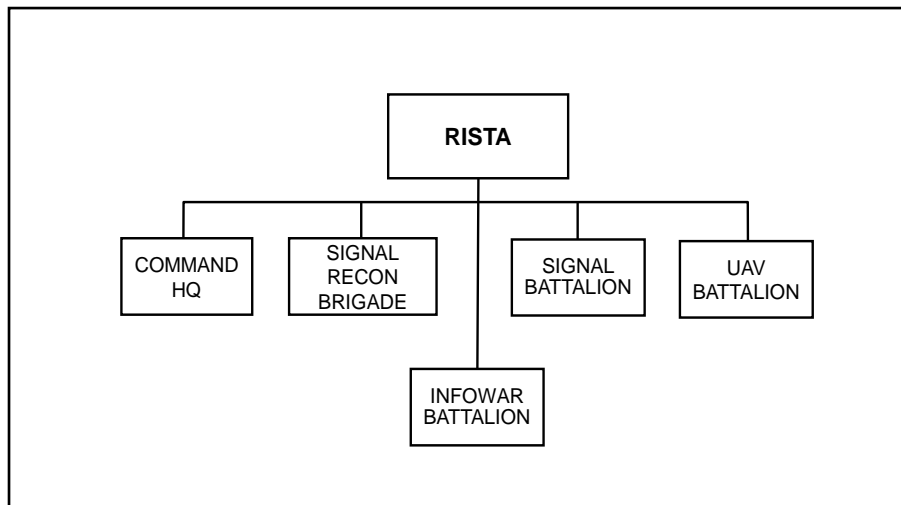 RISTA
COMMAND
HQ
SIGNAL
RECON
BRIGADE
SIGNAL
BATTALION
UAV
BATTALION
INFOWAR
BATTALION